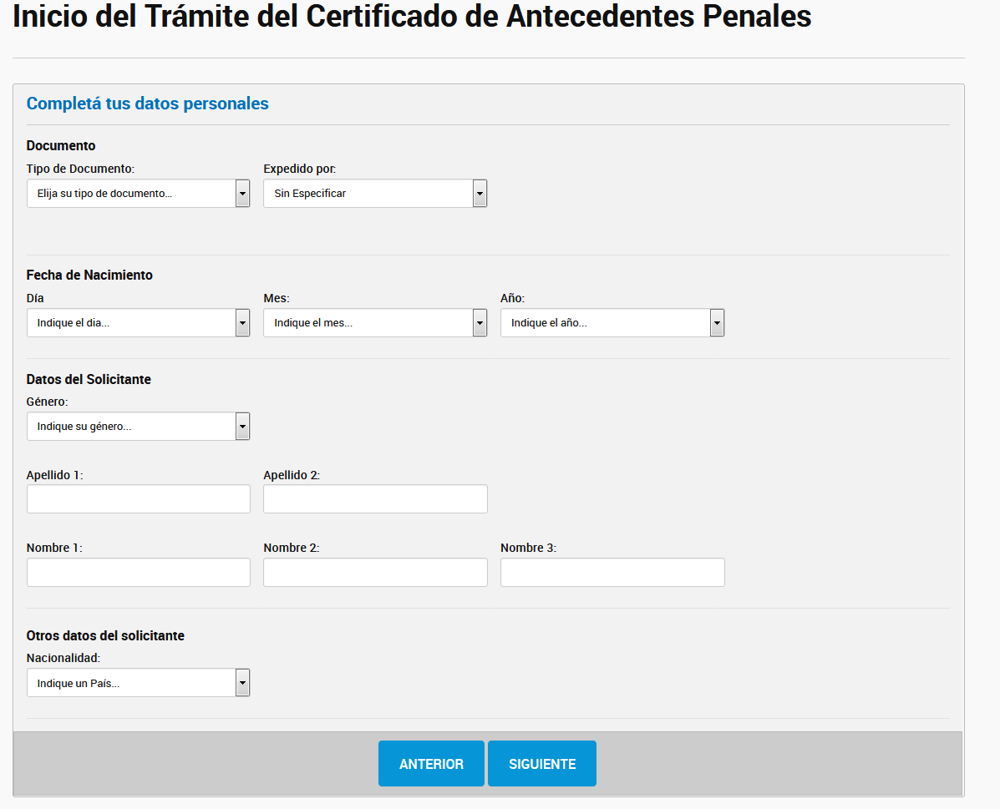 Inicio del Trámite del Certificado de Antecedentes Penales
Completá tus datos personales
Documento
Tipo de Documento: Expedido por:
Elija su tipo de documento... Sin Especificar
Fecha de Nacimiento
Día Mes: Año:
Indique el dia... Indique el mes... Indique el año...
Datos del Solicitante
Género:
Indique su género...
Apellido 1: Apellido 2:
Nombre 1: Nombre 2: Nombre 3:
Otros datos del solicitante
Nacionalidad:
Indique un País...
ANTERIOR SIGUIENTE